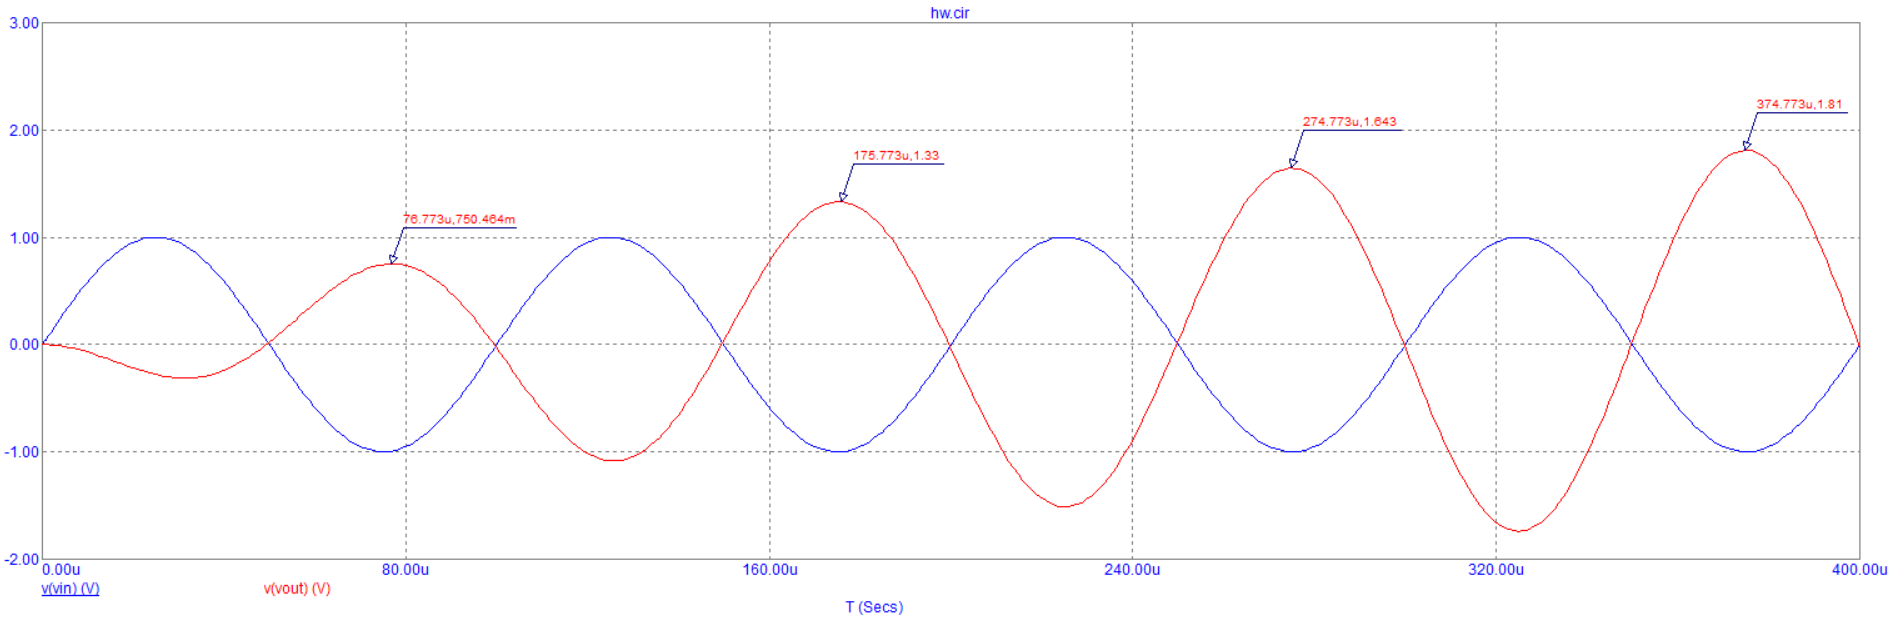 hw.cir
3.00
374.773u,1.81
2.00
274.773u,1.643
175.773u,1.33
76.773u,750.464m
1.00
0.00
-1.00
-2.00
0.00u 80.00u 160.00u 240.00u 320.00u 400.00u
v(vin) (V) v(vout) (V)
T (Secs)